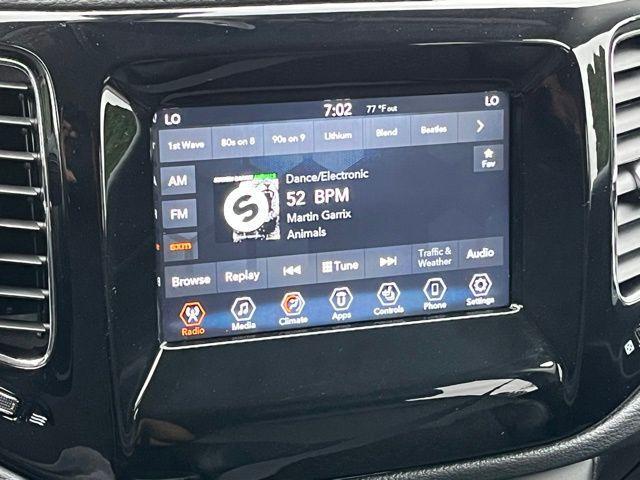 LO 7:02 77 °F out LO
1st Wave 80s on 8 90s on 9 Lithium Blend Beatles
AM
FM
sxm
Dance/Electronic
52 BPM
Martin Garrix
Animals
Fav
Browse Replay Tune Traffic & Weather Audio
Radio Media Climate Apps Controls Phone Settings